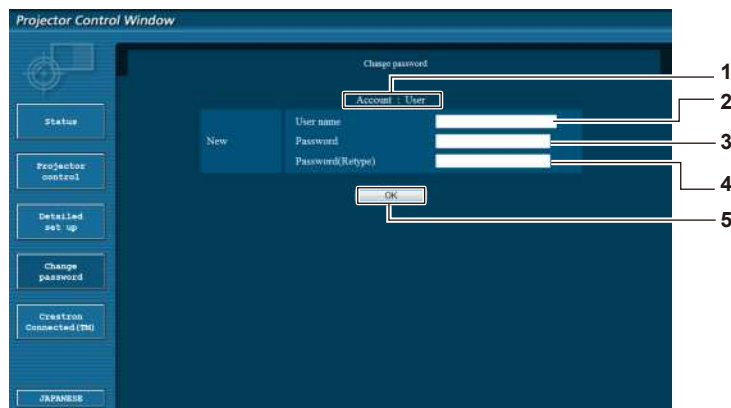 Projector Control Window
Change password
1
Account : User
2
Status
User name
New
Password
3
Password(Retype)
Projector
control
4
OK
5
Detailed
set up
Change
password
Crestron
Connected(TM)
JAPANESE